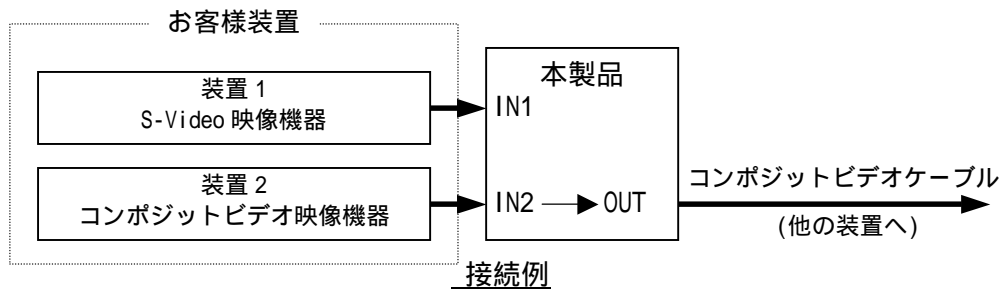 お客様装置
装置1
S-Video 映像機器
装置2
コンポジットビデオ映像機器
本製品
IN1
IN2
OUT
コンポジットビデオケーブル
(他の装置へ)
接続例